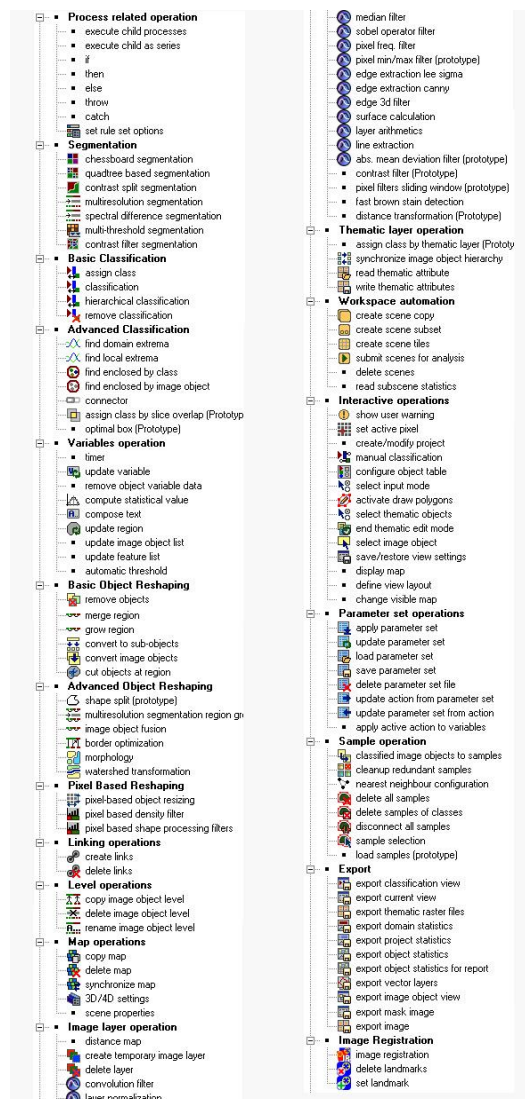 Process related operation
execute child processes
execute child as series
if
then
else
throw
catch
set rule set options
Segmentation
chessboard segmentation
quadtree based segmentation
contrast split segmentation
multiresolution segmentation
spectral difference segmentation
multi-threshold segmentation
contrast filter segmentation
Basic Classification
assign class
classification
hierarchical classification
remove classification
Advanced Classification
find domain extrema
find local extrema
find enclosed by class
find enclosed by image object
connector
assign class by slice overlap (Prototyp
optimal box (Prototype)
Variables operation
timer
update variable
remove object variable data
compute statistical value
compose text
update region
update image object list
update feature list
automatic threshold
Basic Object Reshaping
remove objects
merge region
grow region
convert to sub-objects
convert image objects
cut objects at region
Advanced Object Reshaping
shape split (prototype)
multiresolution segmentation region gr
image object fusion
border optimization
morphology
watershed transformation
Pixel Based Reshaping
pixel-based object resizing
pixel based density filter
pixel based shape processing filters
Linking operations
create links
delete links
Level operations
copy image object level
delete image object level
rename image object level
Map operations
copy map
delete map
synchronize map
3D/4D settings
scene properties
Image layer operation
distance map
create temporary image layer
delete layer
convolution filter
layer normalization
median filter
sobel operator filter
pixel freq. filter
pixel min/max filter (prototype)
edge extraction lee sigma
edge extraction canny
edge 3d filter
surface calculation
layer arithmetics
line extraction
abs. mean deviation filter (prototype)
contrast filter (Prototype)
pixel filters sliding window (prototype)
fast brown stain detection
distance transformation (Prototype)
Thematic layer operation
assign class by thematic layer (Prototy
synchronize image object hierarchy
read thematic attribute
write thematic attributes
Workspace automation
create scene copy
create scene subset
create scene tiles
submit scenes for analysis
delete scenes
read subscene statistics
Interactive operations
show user warning
set active pixel
create/modify project
manual classification
configure object table
select input mode
activate draw polygons
select thematic objects
end thematic edit mode
select image object
save/restore view settings
display map
define view layout
change visible map
Parameter set operations
apply parameter set
update parameter set
load parameter set
save parameter set
delete parameter set file
update action from parameter set
update parameter set from action
apply active action to variables
Sample operation
classified image objects to samples
cleanup redundant samples
nearest neighbour configuration
delete all samples
delete samples of classes
disconnect all samples
sample selection
load samples (prototype)
Export
export classification view
export current view
export thematic raster files
export domain statistics
export project statistics
export object statistics
export object statistics for report
export vector layers
export image object view
export mask image
export image
Image Registration
image registration
delete landmarks
set landmark